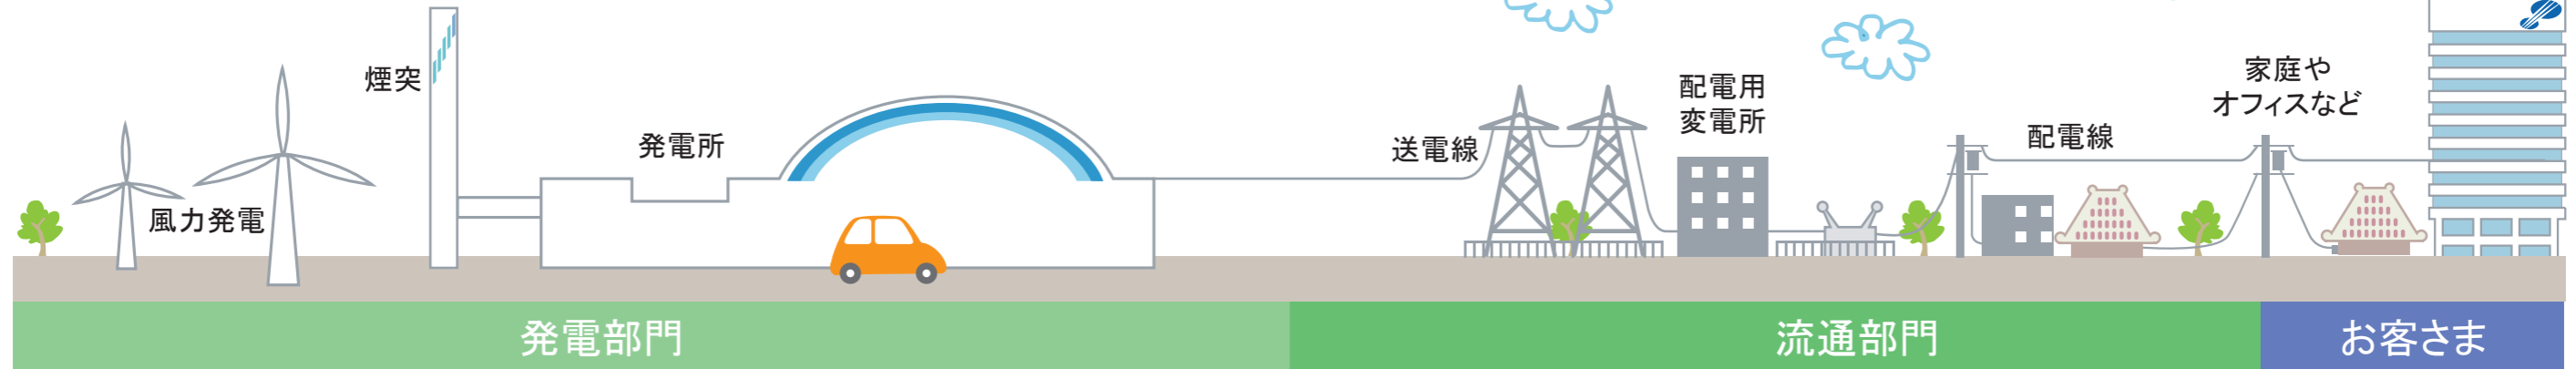 風力発電
煙突
発電所
送電線
配電用
変電所
配電線
家庭や
オフィスなど
発電部門
流通部門
お客さま